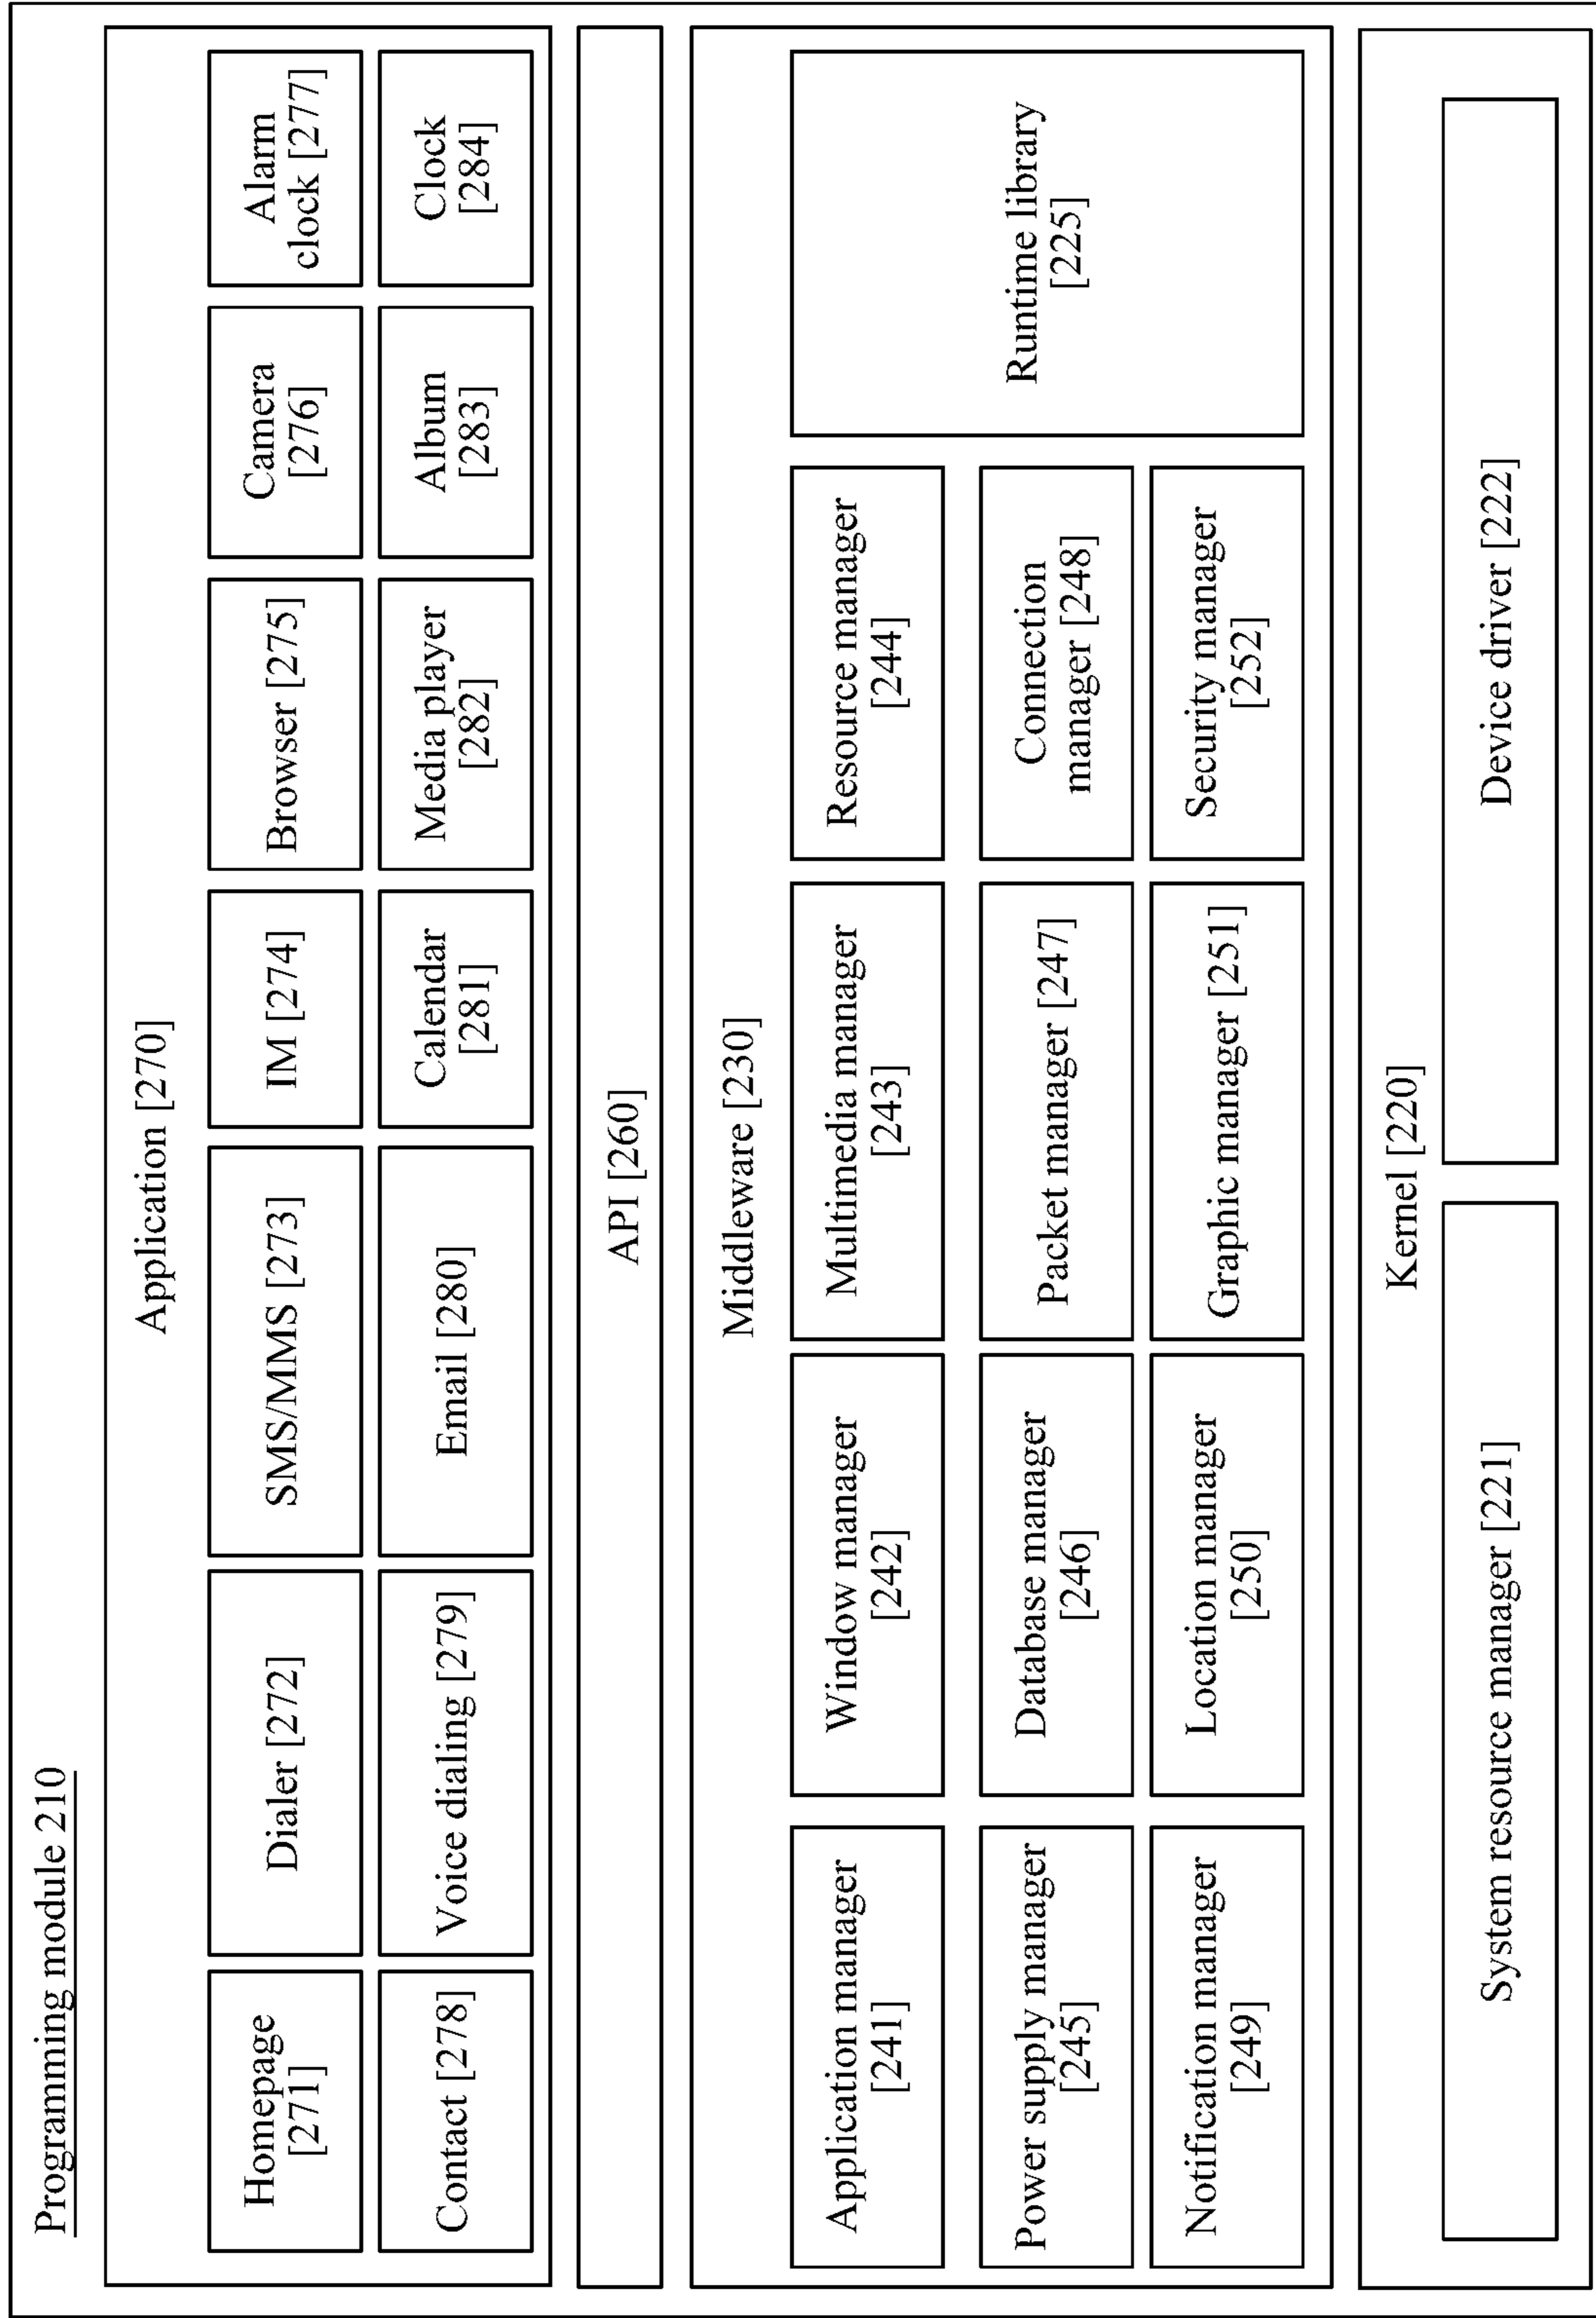 Programming module 210
Application [270]
Homepage
[271]
Dialer [272]
SMS/MMS [273]
IM [274]
Browser [275]
Camera
[276]
Alarm
clock [277]
Contact [278]
Voice dialing [279]
Email [280]
Calendar
[281]
Media player
[282]
Album
[283]
Clock
[284]
API [260]
Middleware [230]
Application manager
[241]
Window manager
[242]
Multimedia manager
[243]
Resource manager
[244]
Runtime library
[225]
Power supply manager
[245]
Database manager
[246]
Packet manager [247]
Connection
manager [248]
Notification manager
[249]
Location manager
[250]
Graphic manager [251]
Security manager
[252]
Kernel [220]
System resource manager [221]
Device driver [222]